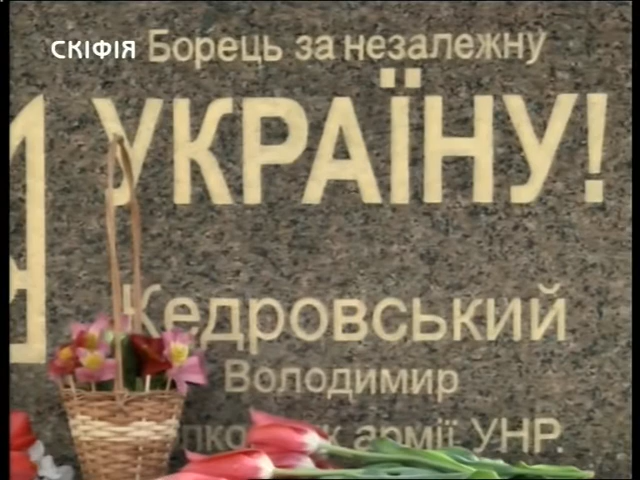 СКІФІЯ
Борець за незалежну
УКРАЇНУ!
Кедровський
Володимир
армії УНР.